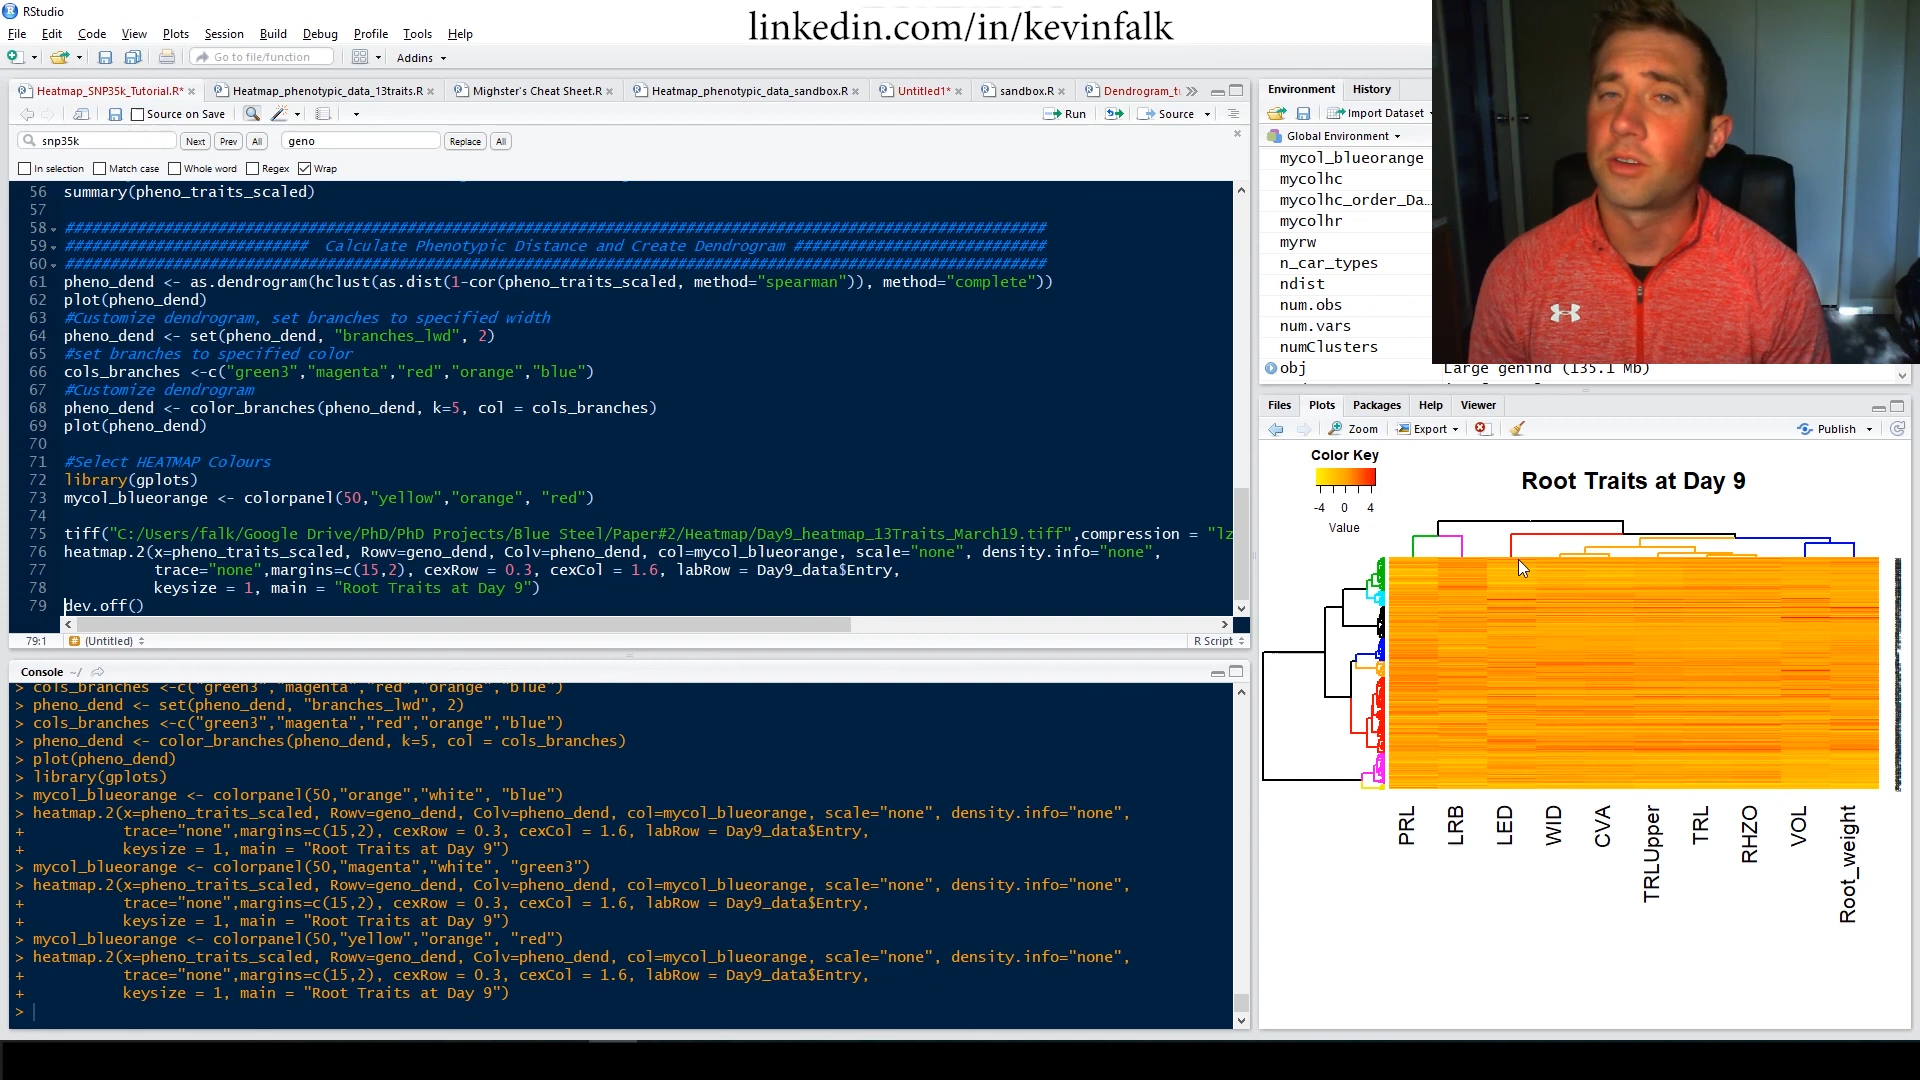 RStudio
linkedin.com/in/kevinfalk
File Edit Code View Plots Session Build Debug Profile Tools Help
Go to file/function Addins
Heatmap_SNP35k_Tutorial.R* Heatmap_phenotypic_data_13traits.R Mighster's Cheat Sheet.R Heatmap_phenotypic_data_sandbox.R Untitled1* sandbox.R Dendrogram_t
Source on Save Run Source
snp35k Next Prev All geno Replace All
In selection Match case Whole word Regex Wrap
56 summary(pheno_traits_scaled)
57
58 #############################################################################################################
59 ########################### Calculate Phenotypic Distance and Create Dendrogram ############################
60 #############################################################################################################
61 pheno_dend <- as.dendrogram(hclust(as.dist(1-cor(pheno_traits_scaled, method="spearman")), method="complete"))
62 plot(pheno_dend)
63 #Customize dendrogram, set branches to specified width
64 pheno_dend <- set(pheno_dend, "branches_lwd", 2)
65 #set branches to specified color
66 cols_branches <-c("green3","magenta","red","orange","blue")
67 #Customize dendrogram
68 pheno_dend <- color_branches(pheno_dend, k=5, col = cols_branches)
69 plot(pheno_dend)
70
71 #Select HEATMAP Colours
72 library(gplots)
73 mycol_blueorange <- colorpanel(50,"yellow","orange", "red")
74
75 tiff("C:/Users/falk/Google Drive/PhD/PhD Projects/Blue Steel/Paper#2/Heatmap/Day9_heatmap_13Traits_March19.tiff",compression = "lz
76 heatmap.2(x=pheno_traits_scaled, Rowv=geno_dend, Colv=pheno_dend, col=mycol_blueorange, scale="none", density.info="none",
77 trace="none",margins=c(15,2), cexRow = 0.3, cexCol = 1.6, labRow = Day9_data$Entry,
78 keysize = 1, main = "Root Traits at Day 9")
79 dev.off()
79:1 (Untitled) R Script
Console ~/
> cols_branches <-c("green3","magenta","red","orange","blue")
> pheno_dend <- set(pheno_dend, "branches_lwd", 2)
> cols_branches <-c("green3","magenta","red","orange","blue")
> pheno_dend <- color_branches(pheno_dend, k=5, col = cols_branches)
> plot(pheno_dend)
> library(gplots)
> mycol_blueorange <- colorpanel(50,"orange","white", "blue")
> heatmap.2(x=pheno_traits_scaled, Rowv=geno_dend, Colv=pheno_dend, col=mycol_blueorange, scale="none", density.info="none",
+ trace="none",margins=c(15,2), cexRow = 0.3, cexCol = 1.6, labRow = Day9_data$Entry,
+ keysize = 1, main = "Root Traits at Day 9")
> mycol_blueorange <- colorpanel(50,"magenta","white", "green3")
> heatmap.2(x=pheno_traits_scaled, Rowv=geno_dend, Colv=pheno_dend, col=mycol_blueorange, scale="none", density.info="none",
+ trace="none",margins=c(15,2), cexRow = 0.3, cexCol = 1.6, labRow = Day9_data$Entry,
+ keysize = 1, main = "Root Traits at Day 9")
> mycol_blueorange <- colorpanel(50,"yellow","orange", "red")
> heatmap.2(x=pheno_traits_scaled, Rowv=geno_dend, Colv=pheno_dend, col=mycol_blueorange, scale="none", density.info="none",
+ trace="none",margins=c(15,2), cexRow = 0.3, cexCol = 1.6, labRow = Day9_data$Entry,
+ keysize = 1, main = "Root Traits at Day 9")
>
Environment History
Import Dataset
Global Environment
mycol_blueorange
mycolhc
mycolhc_order_Da...
mycolhr
myrw
n_car_types
ndist
num.obs
num.vars
numClusters
obj Large genind (135.1 Mb)
Files Plots Packages Help Viewer
Zoom Export Publish
Color Key
Root Traits at Day 9
-4 0 4
Value
PRL LRB LED WID CVA TRLUpper TRL RHZO VOL Root_weight